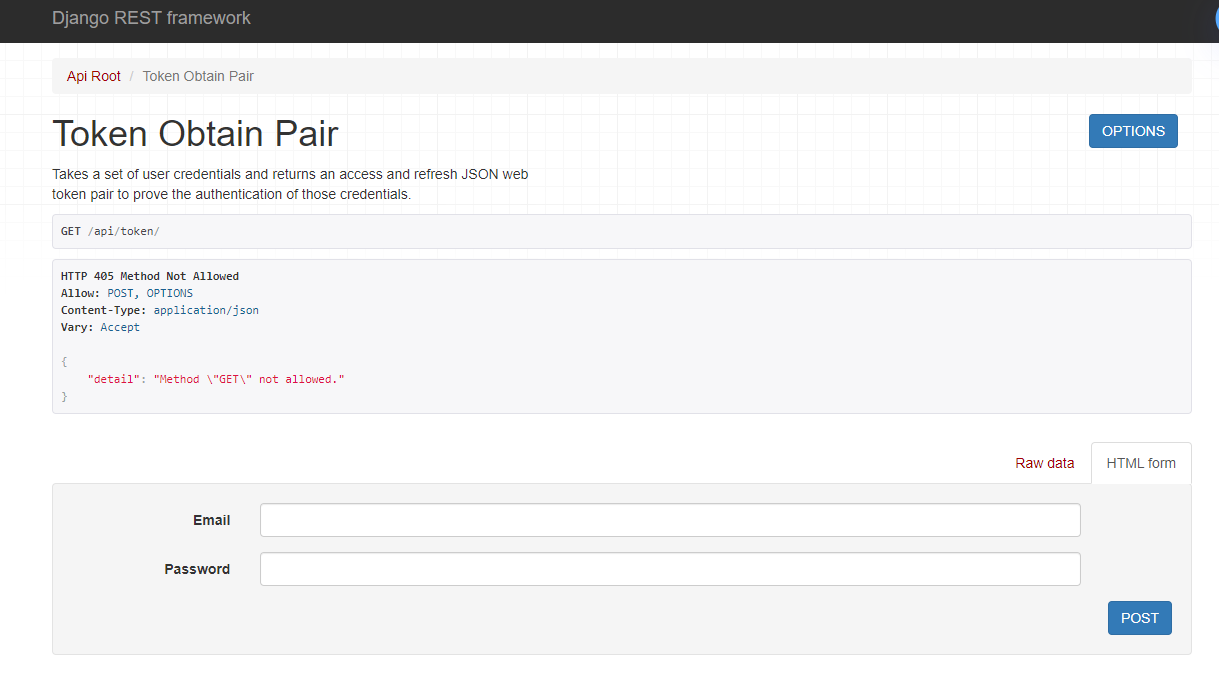 Django REST framework
Api Root / Token Obtain Pair
Token Obtain Pair
OPTIONS
Takes a set of user credentials and returns an access and refresh JSON web
token pair to prove the authentication of those credentials.
GET /api/token/
HTTP 405 Method Not Allowed
Allow: POST, OPTIONS
Content-Type: application/json
Vary: Accept
{
    "detail": "Method \"GET\" not allowed."
}
Raw data
HTML form
Email
Password
POST